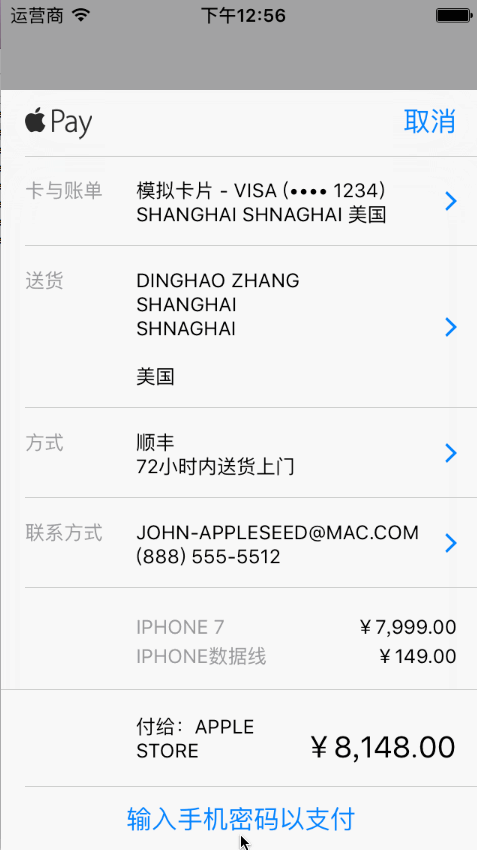 运营商 下午12:56
Pay 取消
卡与账单 模拟卡片 - VISA (•••• 1234)
SHANGHAI SHNAGHAI 美国
送货 DINGHAO ZHANG
SHANGHAI
SHNAGHAI
美国
方式 顺丰
72小时内送货上门
联系方式 JOHN-APPLESEED@MAC.COM
(888) 555-5512
IPHONE 7 ¥7,999.00
IPHONE数据线 ¥149.00
付给：APPLE
STORE ¥8,148.00
输入手机密码以支付